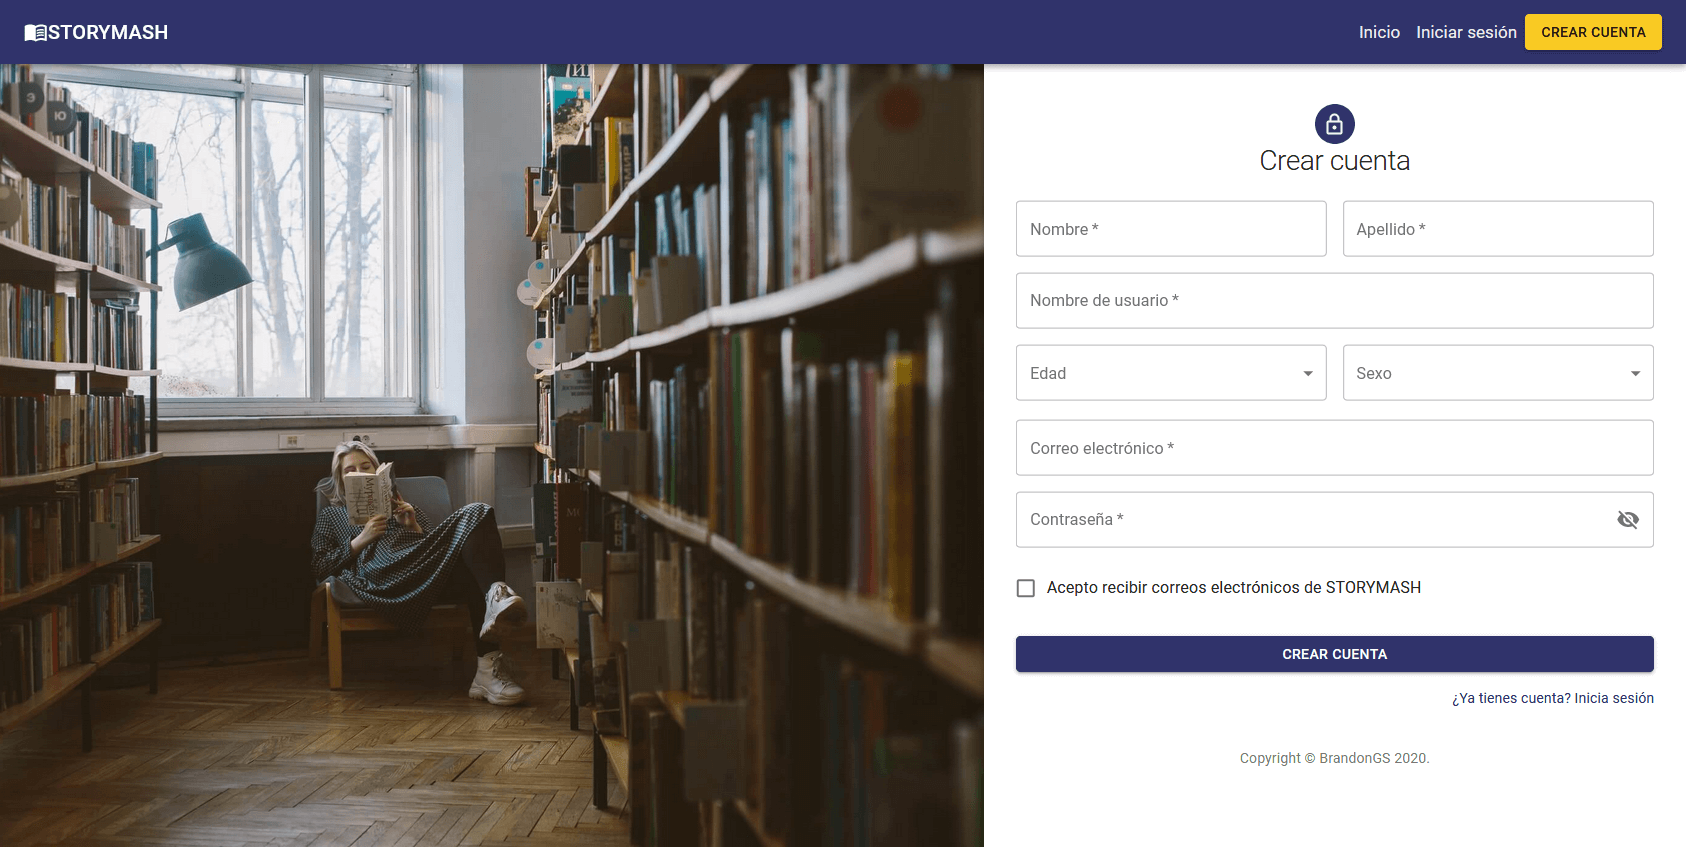 STORYMASH
Inicio
Iniciar sesión
CREAR CUENTA
Э
Ю
МИР
Crear cuenta
Nombre *
Apellido *
Nombre de usuario *
Edad
Sexo
Correo electrónico *
Contraseña *
Acepto recibir correos electrónicos de STORYMASH
CREAR CUENTA
¿Ya tienes cuenta? Inicia sesión
Copyright © BrandonGS 2020.